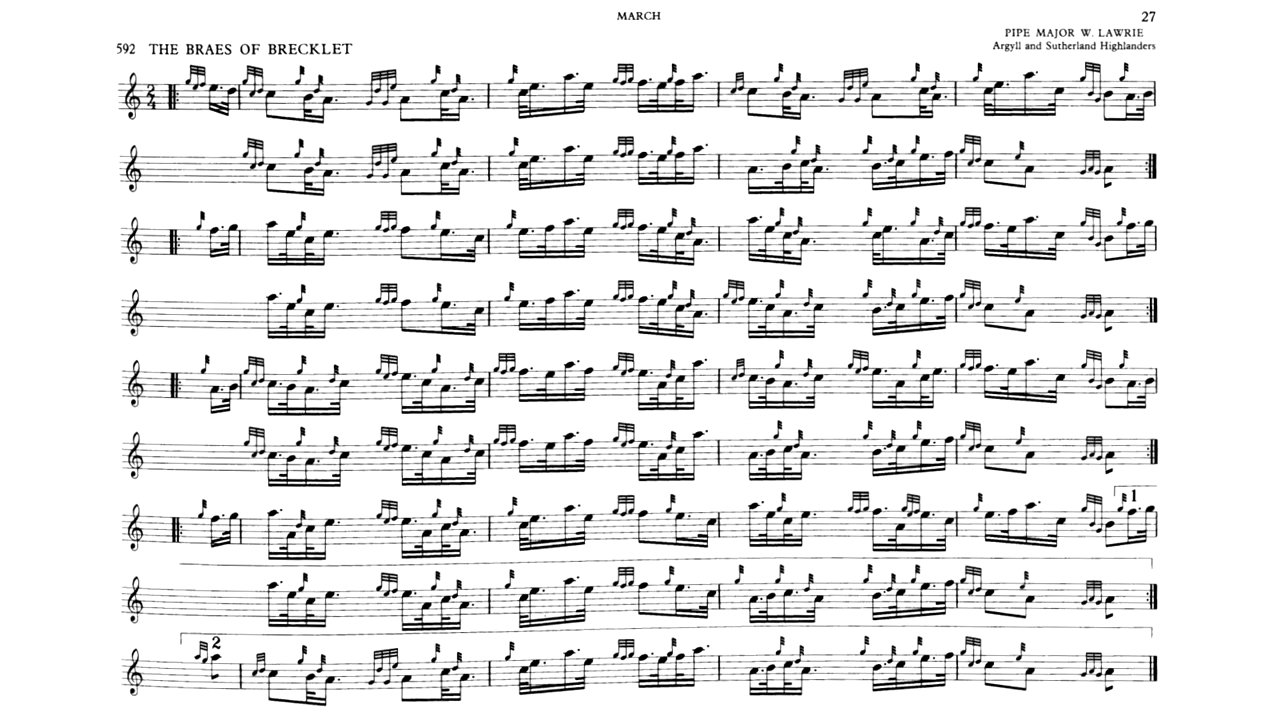 MARCH
27
PIPE MAJOR W. LAWRIE
592 THE BRAES OF BRECKLET
Argyll and Sutherland Highlanders
2
4
1
2